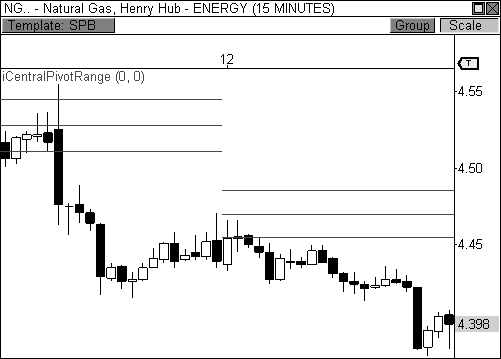 NG.. - Natural Gas, Henry Hub - ENERGY (15 MINUTES)
Template: SPB Group Scale
12
T
iCentralPivotRange (0, 0)
4.55
4.50
4.45
4.398